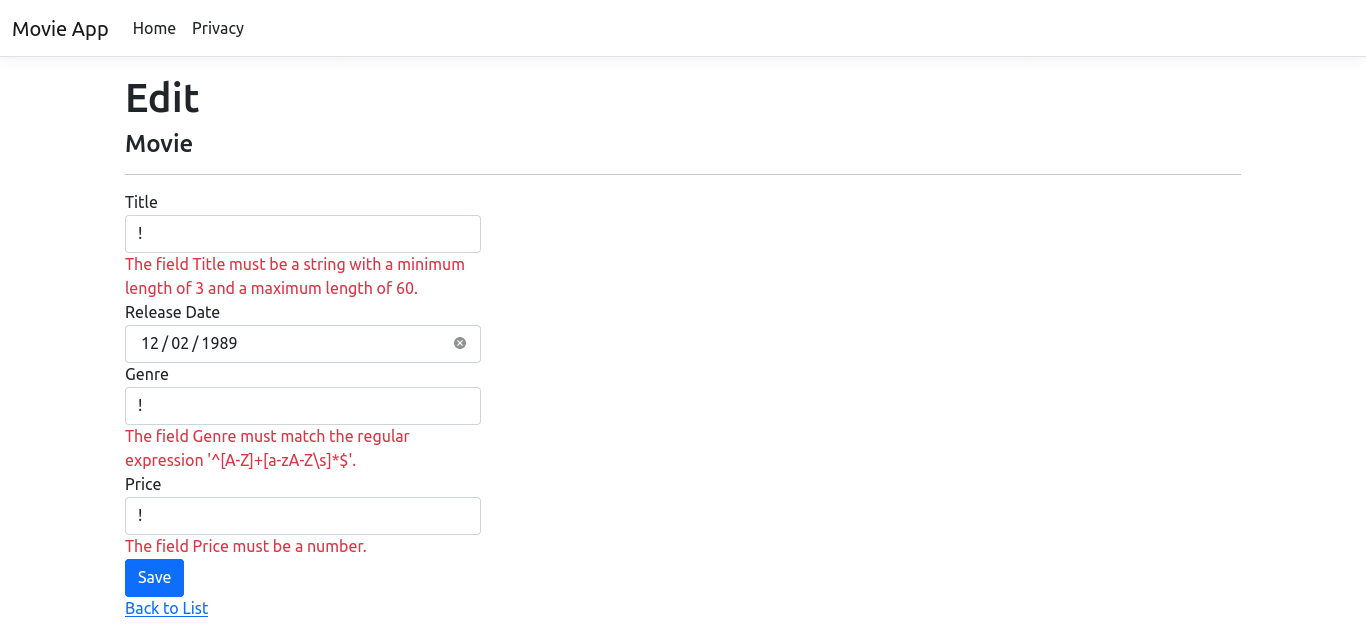 Movie App Home Privacy
Edit
Movie
Title
!
The field Title must be a string with a minimum
length of 3 and a maximum length of 60.
Release Date
12 / 02 / 1989
Genre
!
The field Genre must match the regular
expression '^[A-Z]+[a-zA-Z\s]*$'.
Price
!
The field Price must be a number.
Save
Back to List